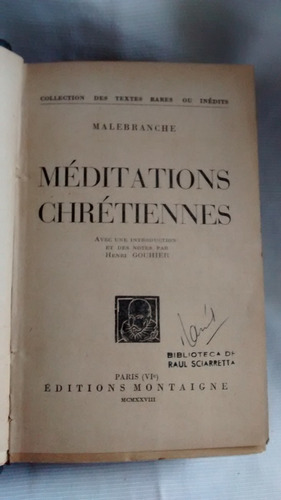 COLLECTION DES TEXTES RARES OU INÉDITS
MALEBRANCHE
MÉDITATIONS
CHRÉTIENNES
AVEC UNE INTRODUCTION
ET DES NOTES PAR
HENRI GOUHIER
BIBLIOTECA DE
RAUL SCIARRETTA
PARIS (VIᵉ)
EDITIONS MONTAIGNE
MCMXXVIII